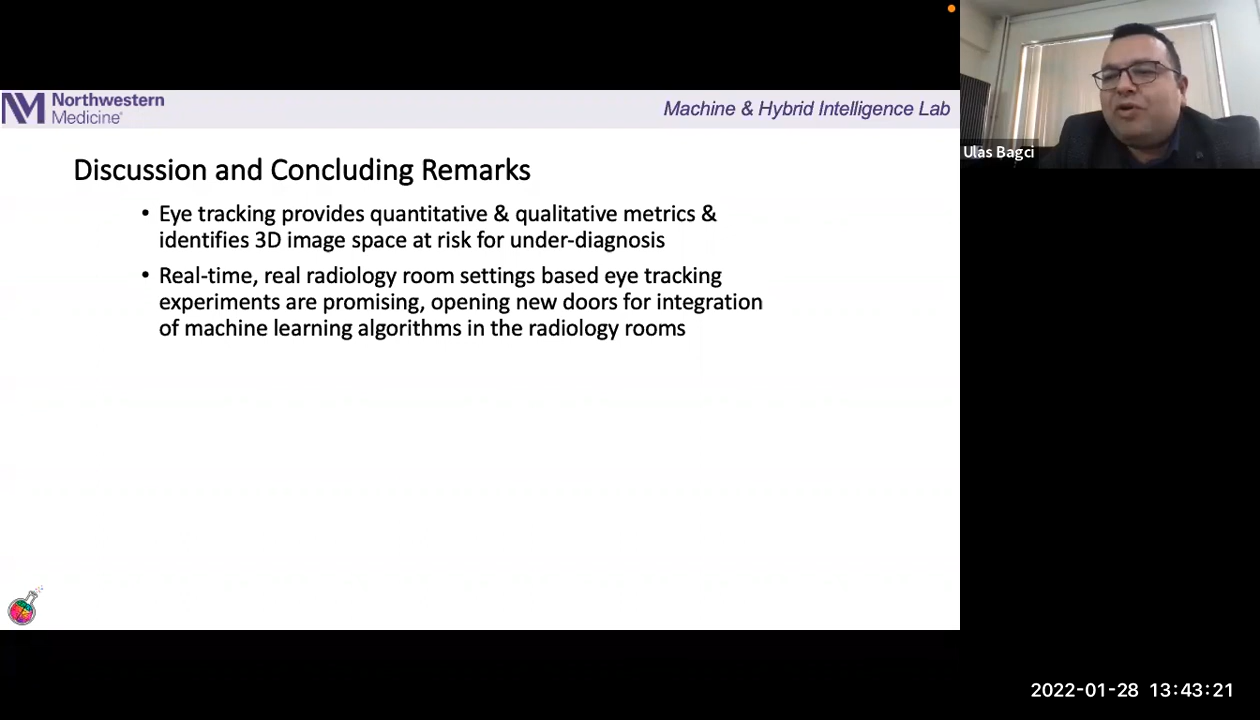 Northwestern
Medicine®
Machine & Hybrid Intelligence Lab
Ulas Bagci
Discussion and Concluding Remarks
• Eye tracking provides quantitative & qualitative metrics &
identifies 3D image space at risk for under-diagnosis
• Real-time, real radiology room settings based eye tracking
experiments are promising, opening new doors for integration
of machine learning algorithms in the radiology rooms
2022-01-28 13:43:21